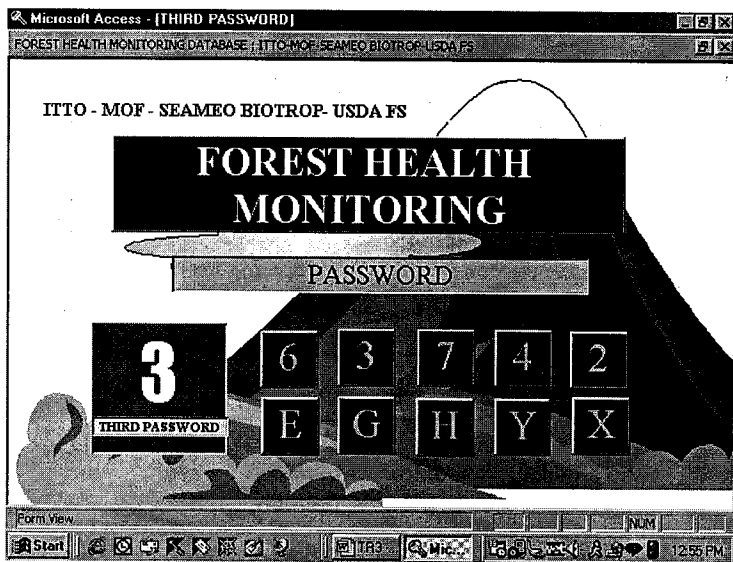 Microsoft Access - [THIRD PASSWORD]
FOREST HEALTH MONITORING DATABASE ; ITTO-MOF-SEAMEO BIOTROP-USDA FS
ITTO - MOF - SEAMEO BIOTROP- USDA FS
FOREST HEALTH
MONITORING
PASSWORD
3
THIRD PASSWORD
6 3 7 4 2
E G H Y X
Form View
NUM
Start
TR3
Mic...
12:55 PM